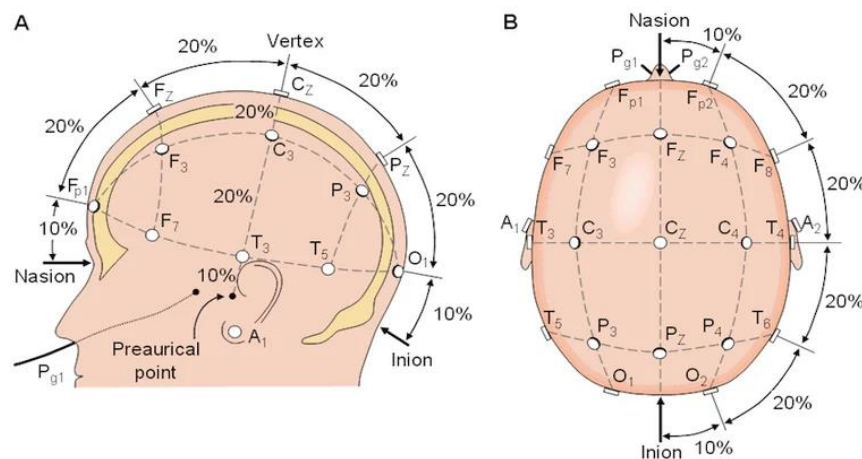 A
20%
Vertex
20%
FZ
CZ
20%
20%
20%
F3
C3
PZ
Fp1
20%
P3
20%
10%
F7
T3
T5
O1
Nasion
10%
10%
A1
Preaurical
point
Inion
Pg1
B
Nasion
10%
Pg1
Pg2
20%
Fp1
Fp2
F7
F3
FZ
F4
F8
20%
A1
T3
C3
CZ
C4
T4
A2
20%
T5
P3
PZ
P4
T6
O1
O2
20%
Inion
10%